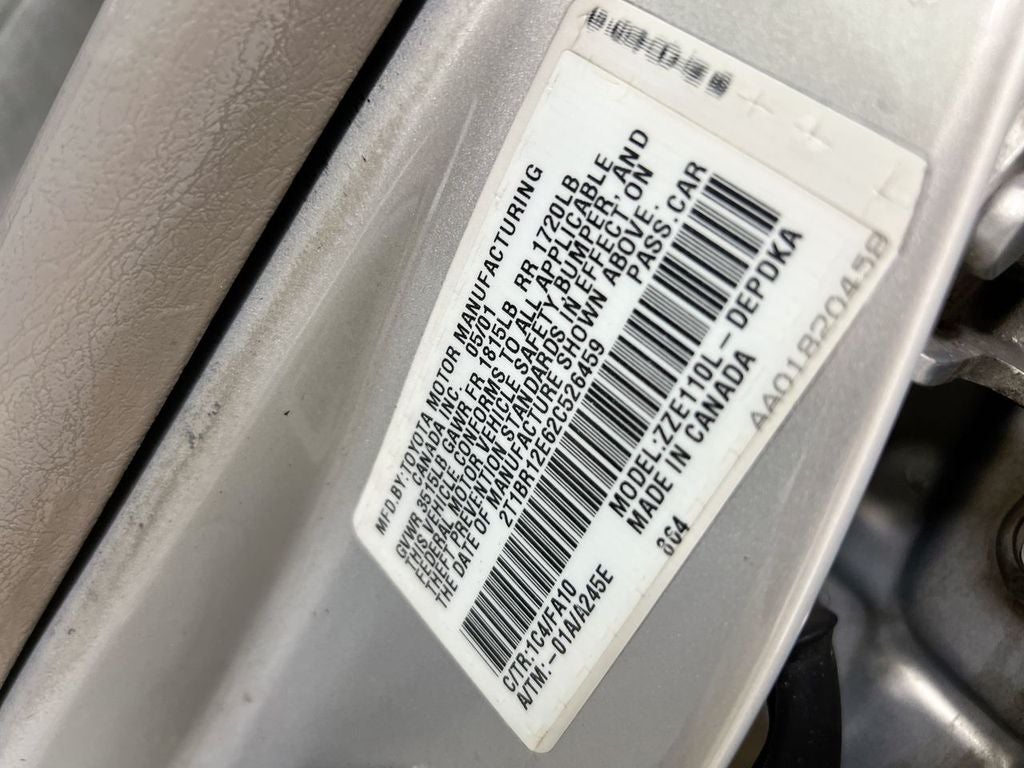 MFD.BY:TOYOTA MOTOR MANUFACTURING
CANADA INC. 05/01
GVWR 3515LB GAWR FR 1815LB RR 1720LB
THIS VEHICLE CONFORMS TO ALL APPLICABLE
FEDERAL MOTOR VEHICLE SAFETY, BUMPER, AND
THEFT PREVENTION STANDARDS IN EFFECT ON
THE DATE OF MANUFACTURE SHOWN ABOVE.
2T1BR12E62C526459 PASS. CAR
C/TR:1C4/FA10 MODEL:ZZE110L-DEPDKA
A/TM:-01A/A245E MADE IN CANADA
364
AA01820458